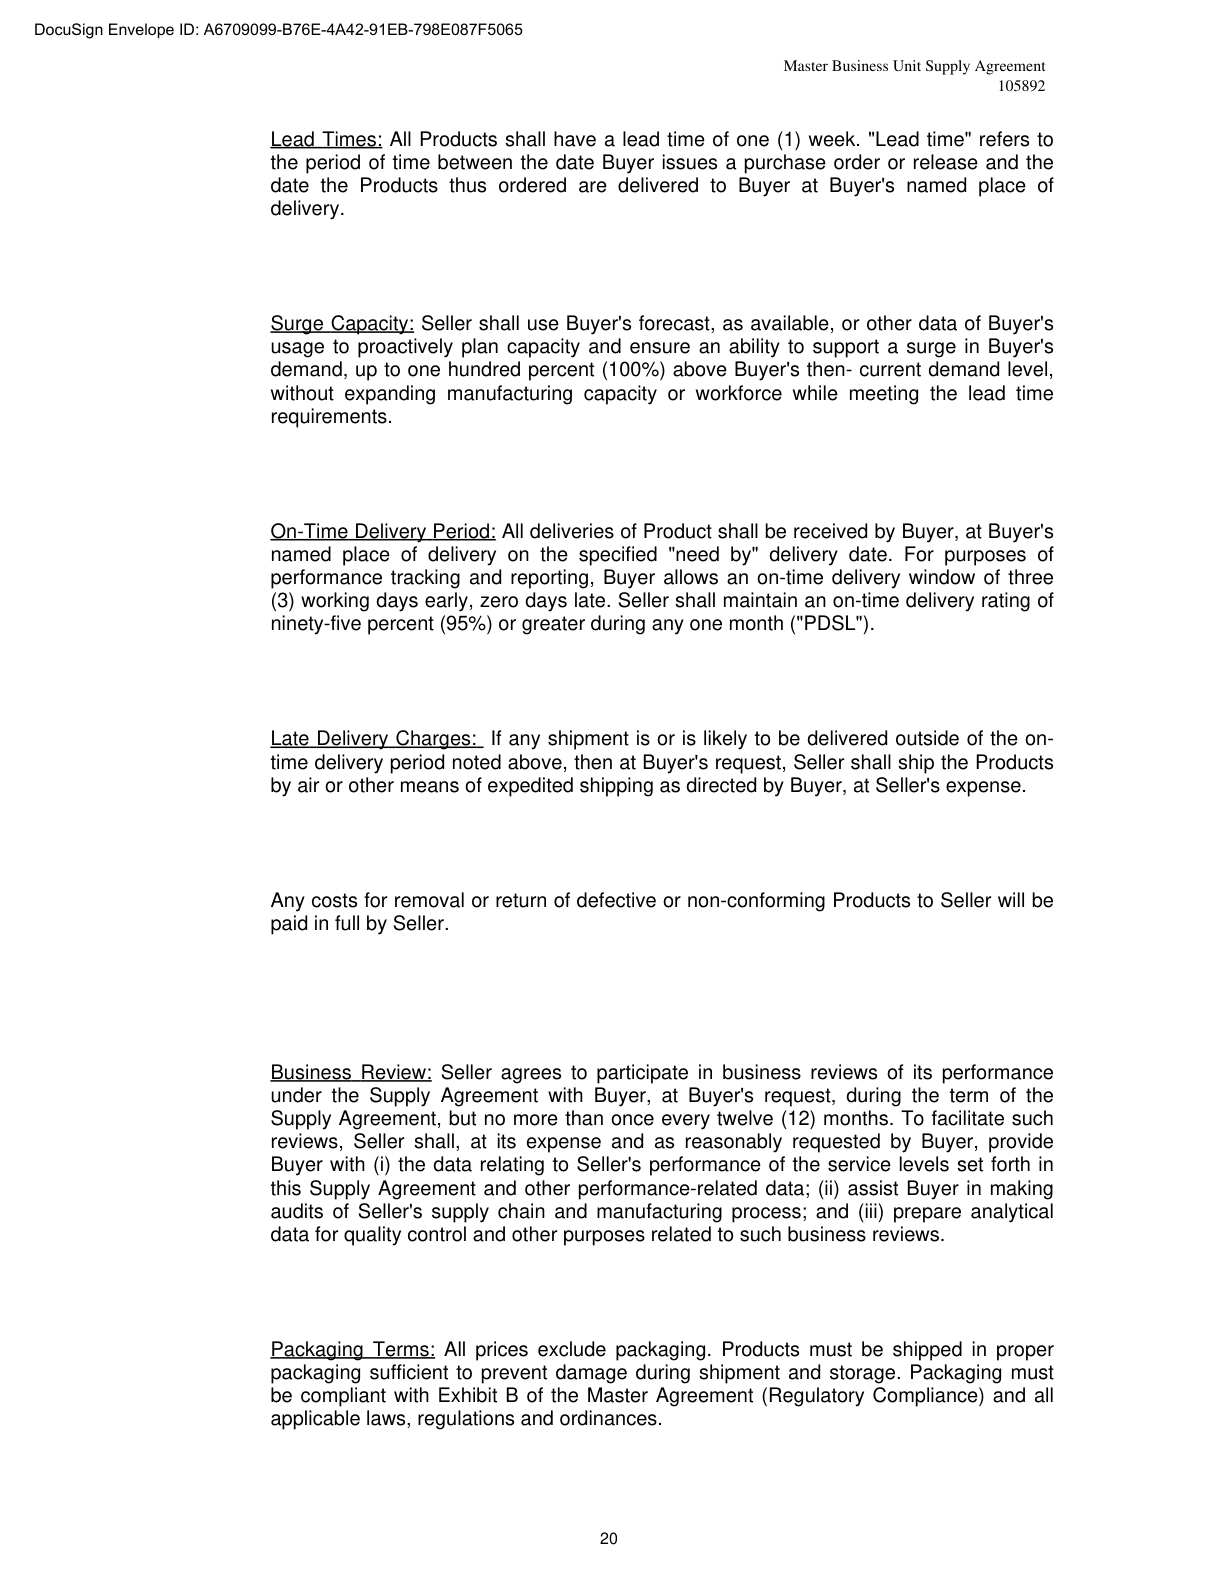 DocuSign Envelope ID: A6709099-B76E-4A42-91EB-798E087F5065
Master Business Unit Supply Agreement
105892
Lead Times: All Products shall have a lead time of one (1) week. "Lead time" refers to
the period of time between the date Buyer issues a purchase order or release and the
date the Products thus ordered are delivered to Buyer at Buyer's named place of
delivery.
Surge Capacity: Seller shall use Buyer's forecast, as available, or other data of Buyer's
usage to proactively plan capacity and ensure an ability to support a surge in Buyer's
demand, up to one hundred percent (100%) above Buyer's then- current demand level,
without expanding manufacturing capacity or workforce while meeting the lead time
requirements.
On-Time Delivery Period: All deliveries of Product shall be received by Buyer, at Buyer's
named place of delivery on the specified "need by" delivery date. For purposes of
performance tracking and reporting, Buyer allows an on-time delivery window of three
(3) working days early, zero days late. Seller shall maintain an on-time delivery rating of
ninety-five percent (95%) or greater during any one month ("PDSL").
Late Delivery Charges: If any shipment is or is likely to be delivered outside of the on-
time delivery period noted above, then at Buyer's request, Seller shall ship the Products
by air or other means of expedited shipping as directed by Buyer, at Seller's expense.
Any costs for removal or return of defective or non-conforming Products to Seller will be
paid in full by Seller.
Business Review: Seller agrees to participate in business reviews of its performance
under the Supply Agreement with Buyer, at Buyer's request, during the term of the
Supply Agreement, but no more than once every twelve (12) months. To facilitate such
reviews, Seller shall, at its expense and as reasonably requested by Buyer, provide
Buyer with (i) the data relating to Seller's performance of the service levels set forth in
this Supply Agreement and other performance-related data; (ii) assist Buyer in making
audits of Seller's supply chain and manufacturing process; and (iii) prepare analytical
data for quality control and other purposes related to such business reviews.
Packaging Terms: All prices exclude packaging. Products must be shipped in proper
packaging sufficient to prevent damage during shipment and storage. Packaging must
be compliant with Exhibit B of the Master Agreement (Regulatory Compliance) and all
applicable laws, regulations and ordinances.
20